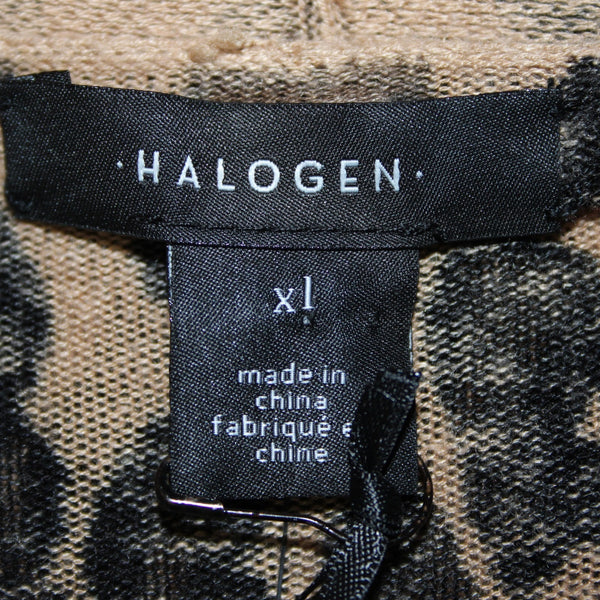 · HALOGEN ·
xl
made in
china
fabriqué e
chine